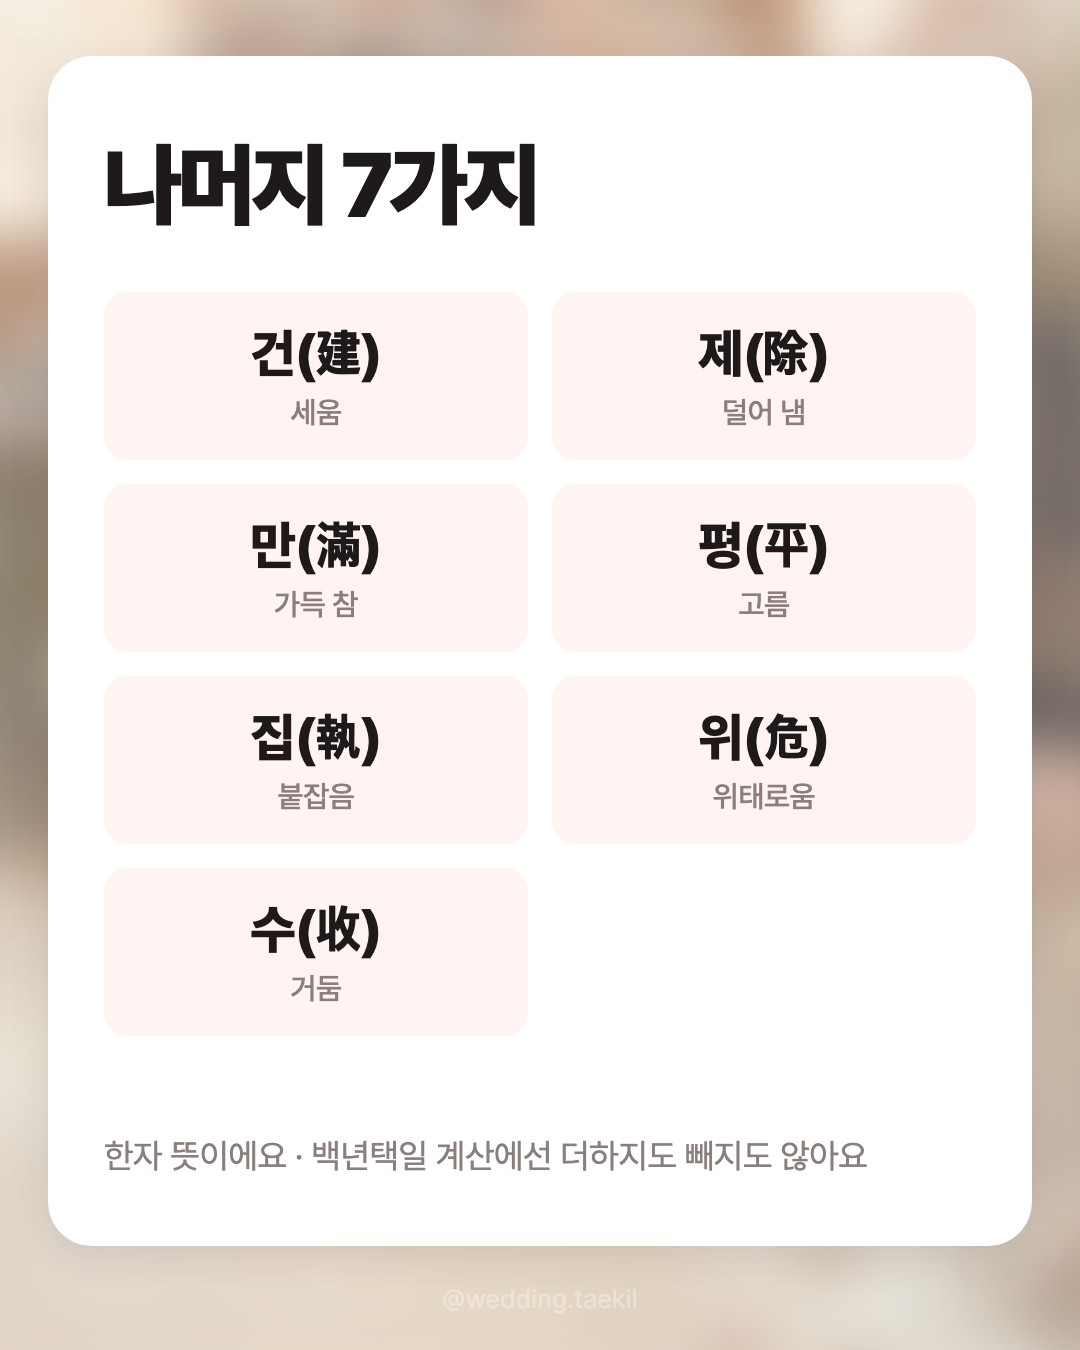 나머지 7가지
건(建)
세움
제(除)
덜어 냄
만(滿)
가득 참
평(平)
고름
집(執)
붙잡음
위(危)
위태로움
수(收)
거둠
한자 뜻이에요 · 백년택일 계산에선 더하지도 빼지도 않아요
@wedding.taekil